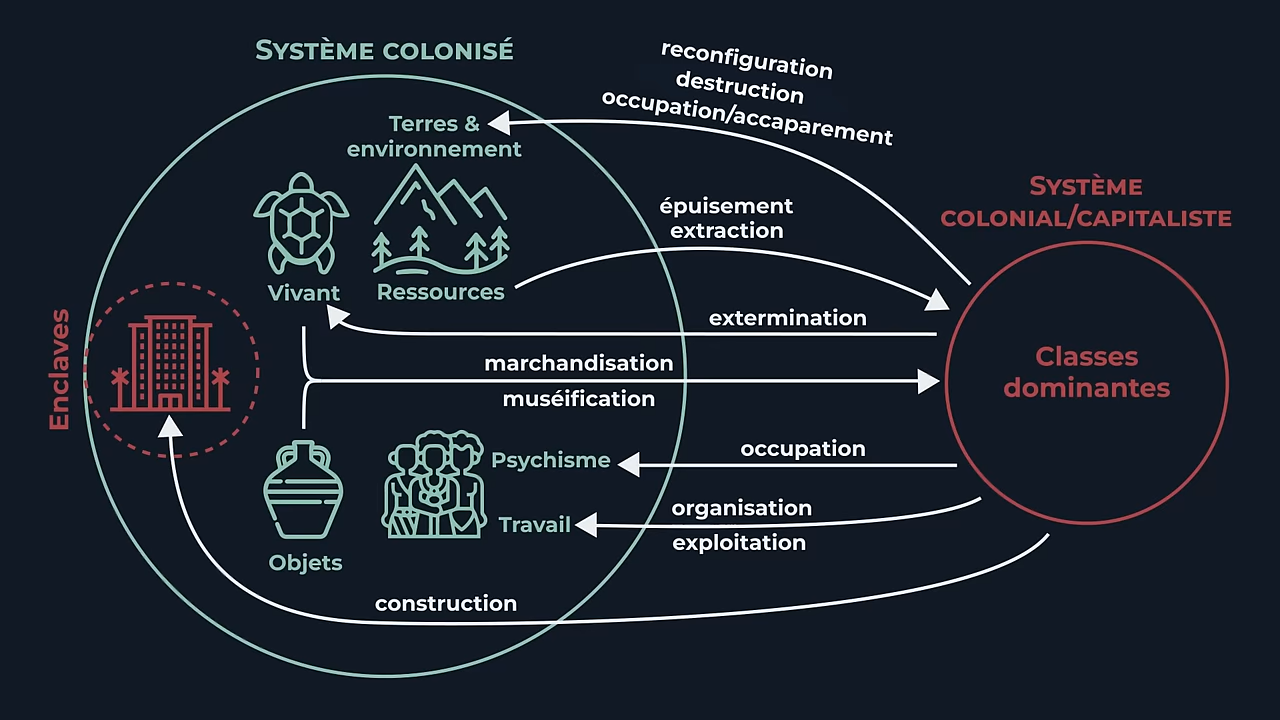 SYSTÈME COLONISÉ
reconfiguration
destruction
occupation/accaparement
Terres &
environnement
SYSTÈME
COLONIAL/CAPITALISTE
épuisement
extraction
Vivant
Ressources
extermination
Enclaves
marchandisation
muséification
Classes
dominantes
occupation
Psychisme
organisation
Travail
exploitation
Objets
construction